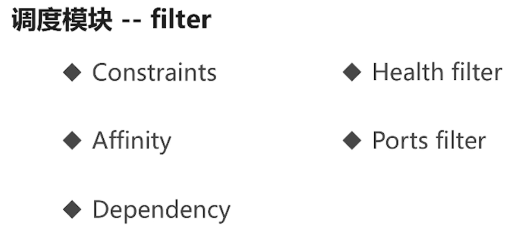 调度模块 -- filter
◆ Constraints
◆ Health filter
◆ Affinity
◆ Ports filter
◆ Dependency